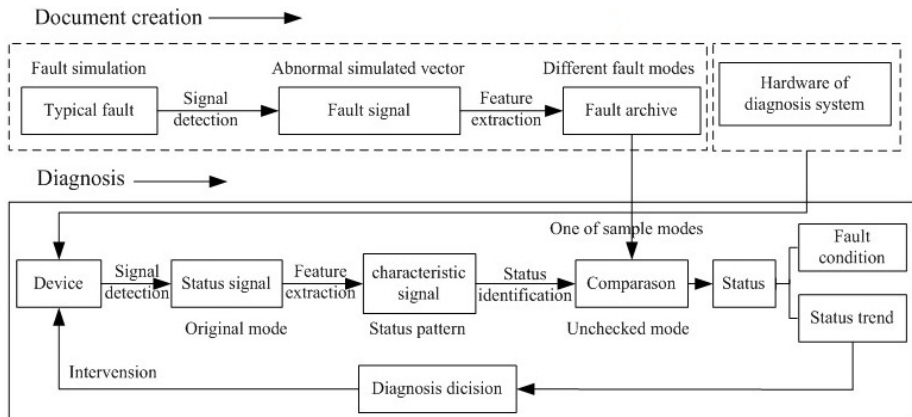 Document creation
Fault simulation
Abnormal simulated vector
Different fault modes
Typical fault
Signal
detection
Fault signal
Feature
extraction
Fault archive
Hardware of
diagnosis system
Diagnosis
One of sample modes
Device
Signal
detection
Status signal
Feature
extraction
characteristic
signal
Status
identification
Comparason
Status
Fault
condition
Status trend
Original mode
Status pattern
Unchecked mode
Intervension
Diagnosis dicision